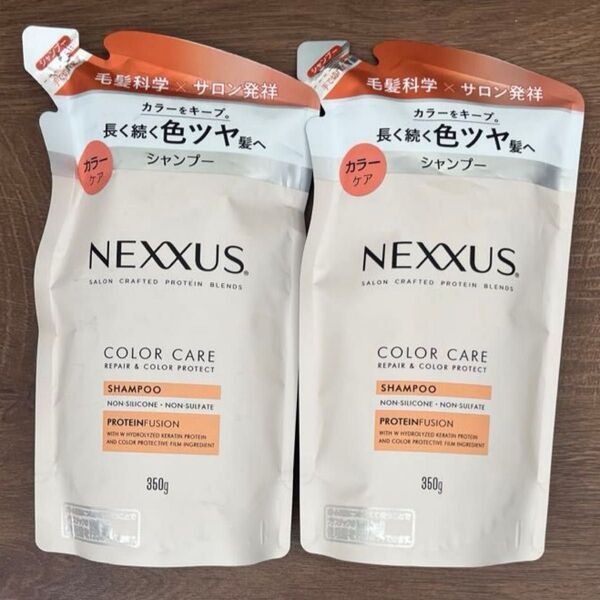 シャンプー
毛髪科学×サロン発祥
カラーをキープ。
長く続く色ツヤ髪へ
シャンプー
カラー
ケア
NEXXUS®
SALON CRAFTED PROTEIN BLENDS
COLOR CARE
REPAIR & COLOR PROTECT
SHAMPOO
NON-SILICONE・NON-SULFATE
PROTEINFUSION
WITH W HYDROLYZED KERATIN PROTEIN
AND COLOR PROTECTIVE FILM INGREDIENT
350g
シャンプー
毛髪科学×サロン発祥
カラーをキープ。
長く続く色ツヤ髪へ
シャンプー
カラー
ケア
NEXXUS®
SALON CRAFTED PROTEIN BLENDS
COLOR CARE
REPAIR & COLOR PROTECT
SHAMPOO
NON-SILICONE・NON-SULFATE
PROTEINFUSION
WITH W HYDROLYZED KERATIN PROTEIN
AND COLOR PROTECTIVE FILM INGREDIENT
350g